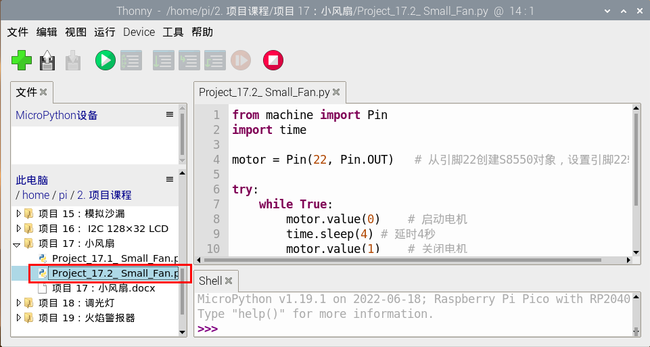 Thonny - /home/pi/2. 项目课程/项目 17：小风扇/Project_17.2_ Small_Fan.py @ 14 : 1
文件 编辑 视图 运行 Device 工具 帮助
文件
MicroPython设备
此电脑
/ home / pi / 2. 项目课程
项目 15：模拟沙漏
项目 16： I2C 128×32 LCD
项目 17：小风扇
Project_17.1_ Small_Fan.p
Project_17.2_ Small_Fan.p
项目 17：小风扇.docx
项目 18：调光灯
项目 19：火焰警报器
Project_17.2_ Small_Fan.py
1 from machine import Pin
2 import time
3
4 motor = Pin(22, Pin.OUT) # 从引脚22创建S8550对象，设置引脚22
5
6 try:
7 while True:
8 motor.value(0) # 启动电机
9 time.sleep(4) # 延时4秒
10 motor.value(1) # 关闭电机
Shell
MicroPython v1.19.1 on 2022-06-18; Raspberry Pi Pico with RP2040
Type "help()" for more information.
>>>